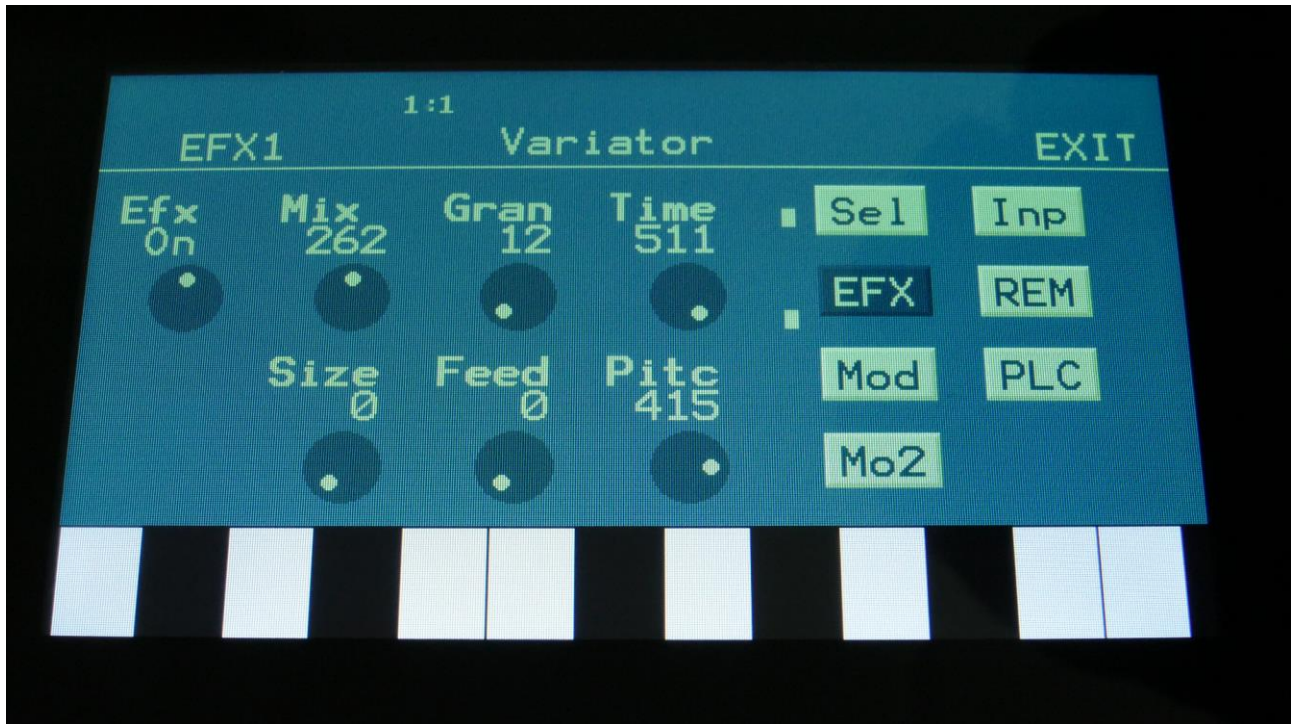 1:1
EFX1 Variator EXIT
Efx Mix Gran Time Sel Inp
On 262 12 511
EFX REM
Size Feed Pitc Mod PLC
0 0 415
Mo2